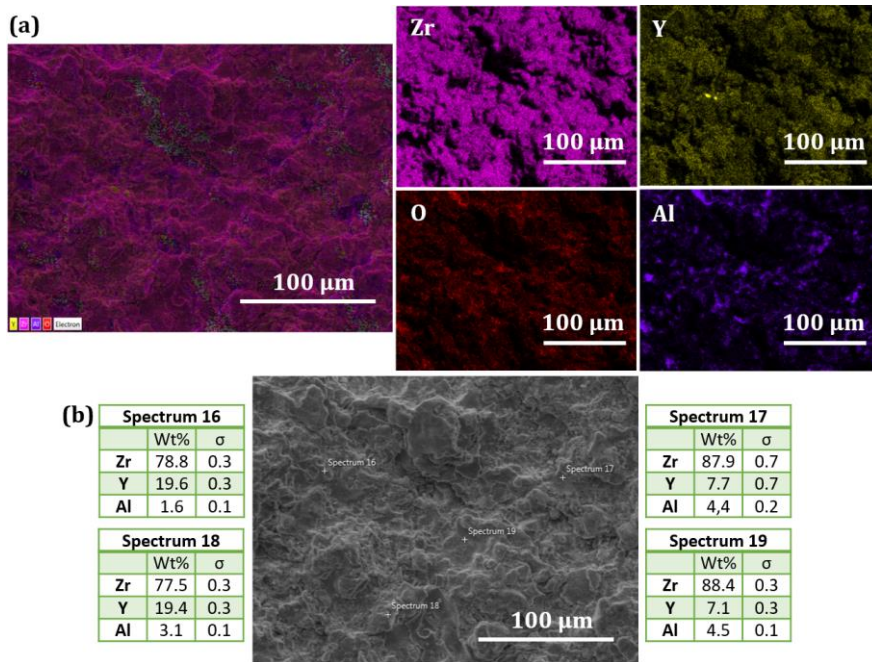 (a)
Zr
Y
100 µm
100 µm
O
Al
100 µm
100 µm
100 µm
Y Zr Al O Electron
(b)
Spectrum 16
Wt% σ
Zr 78.8 0.3
Y 19.6 0.3
Al 1.6 0.1
Spectrum 18
Wt% σ
Zr 77.5 0.3
Y 19.4 0.3
Al 3.1 0.1
Spectrum 16
Spectrum 17
Spectrum 19
Spectrum 18
100 µm
Spectrum 17
Wt% σ
Zr 87.9 0.7
Y 7.7 0.7
Al 4,4 0.2
Spectrum 19
Wt% σ
Zr 88.4 0.3
Y 7.1 0.3
Al 4.5 0.1